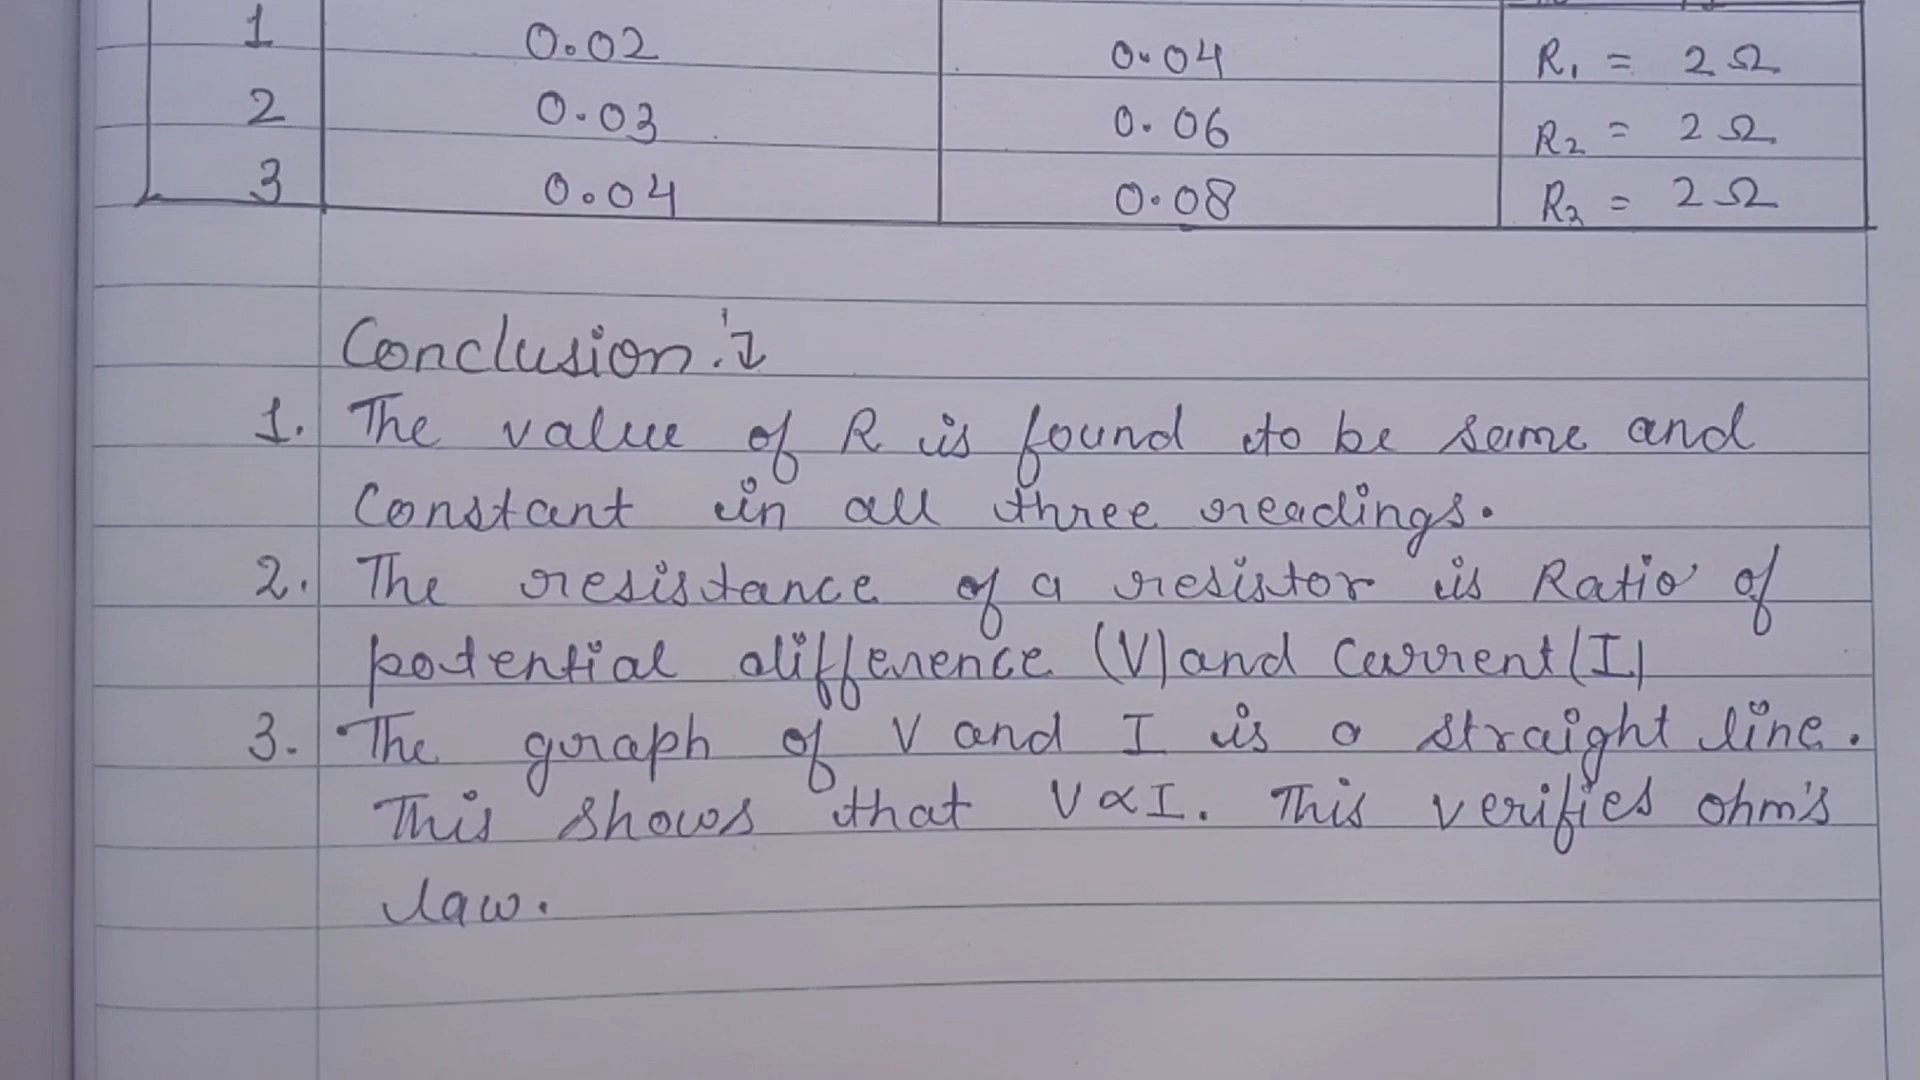 1 0.02 0.04 R1 = 2 Ω
2 0.03 0.06 R2 = 2 Ω
3 0.04 0.08 R3 = 2 Ω
Conclusion :-
1. The value of R is found to be same and
Constant in all three readings.
2. The resistance of a resistor is Ratio of
potential difference (V) and Current (I)
3. The graph of V and I is a straight line.
This shows that V ∝ I. This verifies ohm's
law.